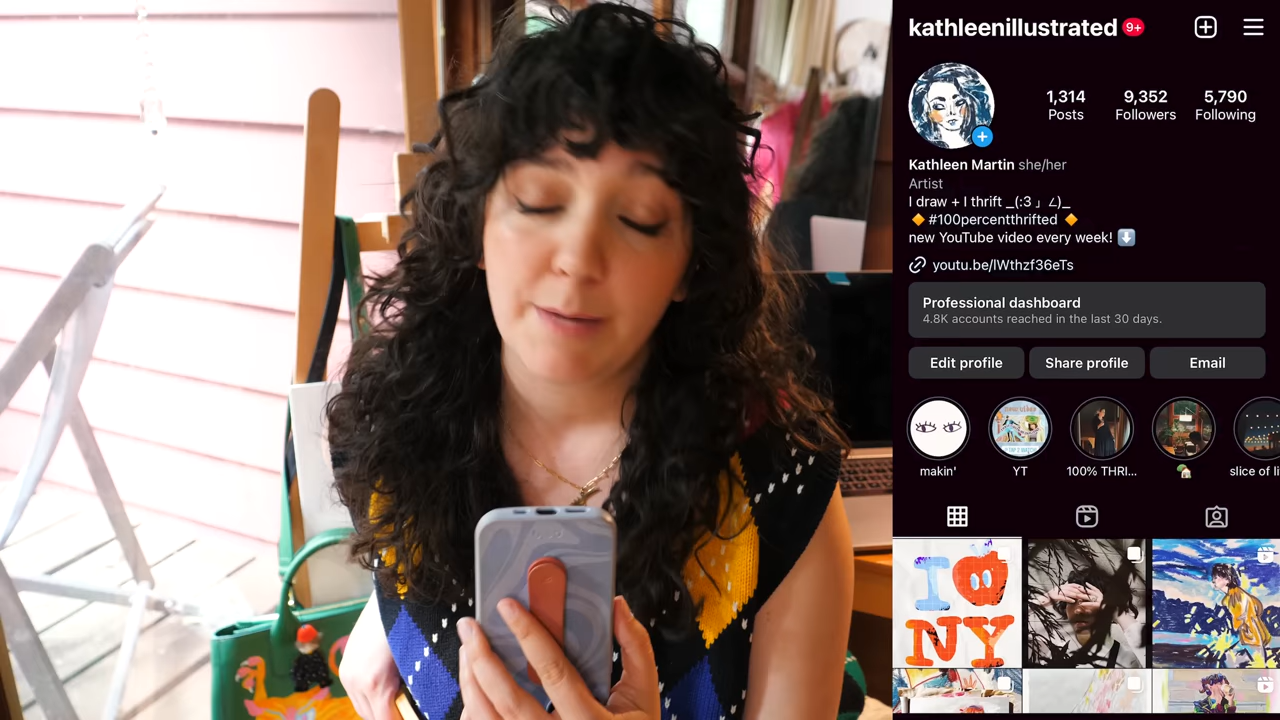 kathleenillustrated 9+
1,314 9,352 5,790
Posts Followers Following
Kathleen Martin she/her
Artist
I draw + I thrift _(:3 」∠)_
🔶 #100percentthrifted 🔶
new YouTube video every week! ⬇️
youtu.be/lWthzf36eTs
Professional dashboard
4.8K accounts reached in the last 30 days.
Edit profile Share profile Email
makin' YT 100% THRI... 🏡 slice of li
I
NY